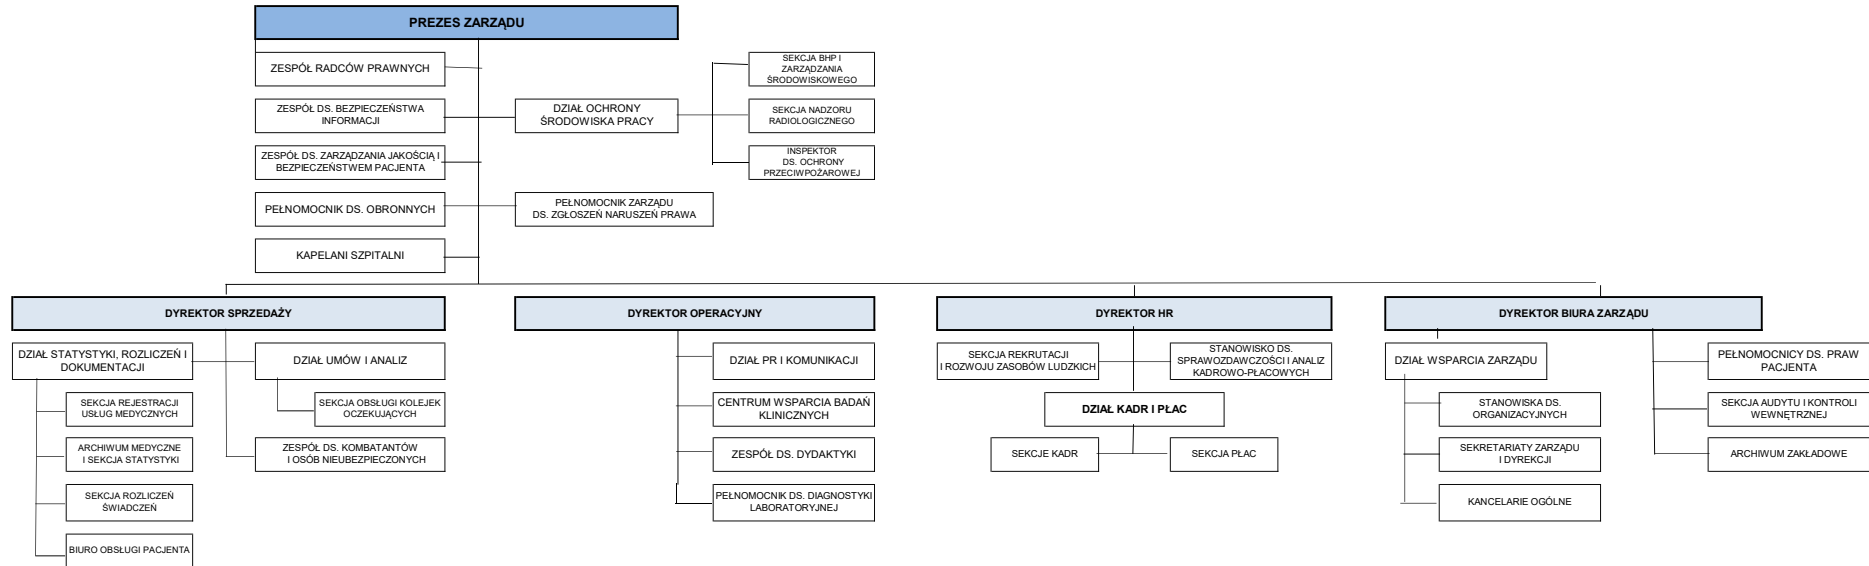 PREZES ZARZĄDU
ZESPÓŁ RADCÓW PRAWNYCH
SEKCJA BHP I
ZARZĄDZANIA
ŚRODOWISKOWEGO
ZESPÓŁ DS. BEZPIECZEŃSTWA
INFORMACJI
DZIAŁ OCHRONY
ŚRODOWISKA PRACY
SEKCJA NADZORU
RADIOLOGICZNEGO
ZESPÓŁ DS. ZARZĄDZANIA JAKOŚCIĄ I
BEZPIECZEŃSTWEM PACJENTA
INSPEKTOR
DS. OCHRONY
PRZECIWPOŻAROWEJ
PEŁNOMOCNIK DS. OBRONNYCH
PEŁNOMOCNIK ZARZĄDU
DS. ZGŁOSZEŃ NARUSZEŃ PRAWA
KAPELANI SZPITALNI
DYREKTOR SPRZEDAŻY
DZIAŁ STATYSTYKI, ROZLICZEŃ I
DOKUMENTACJI
DZIAŁ UMÓW I ANALIZ
SEKCJA REJESTRACJI
USŁUG MEDYCZNYCH
SEKCJA OBSŁUGI KOLEJEK
OCZEKUJĄCYCH
ARCHIWUM MEDYCZNE
I SEKCJA STATYSTYKI
ZESPÓŁ DS. KOMBATANTÓW
I OSÓB NIEUBEZPIECZONYCH
SEKCJA ROZLICZEŃ
ŚWIADCZEŃ
BIURO OBSŁUGI PACJENTA
DYREKTOR OPERACYJNY
DZIAŁ PR I KOMUNIKACJI
CENTRUM WSPARCIA BADAŃ
KLINICZNYCH
ZESPÓŁ DS. DYDAKTYKI
PEŁNOMOCNIK DS. DIAGNOSTYKI
LABORATORYJNEJ
DYREKTOR HR
SEKCJA REKRUTACJI
I ROZWOJU ZASOBÓW LUDZKICH
STANOWISKO DS.
SPRAWOZDAWCZOŚCI I ANALIZ
KADROWO-PŁACOWYCH
DZIAŁ KADR I PŁAC
SEKCJE KADR
SEKCJA PŁAC
DYREKTOR BIURA ZARZĄDU
DZIAŁ WSPARCIA ZARZĄDU
PEŁNOMOCNICY DS. PRAW
PACJENTA
STANOWISKA DS.
ORGANIZACYJNYCH
SEKCJA AUDYTU I KONTROLI
WEWNĘTRZNEJ
SEKRETARIATY ZARZĄDU
I DYREKCJI
ARCHIWUM ZAKŁADOWE
KANCELARIE OGÓLNE